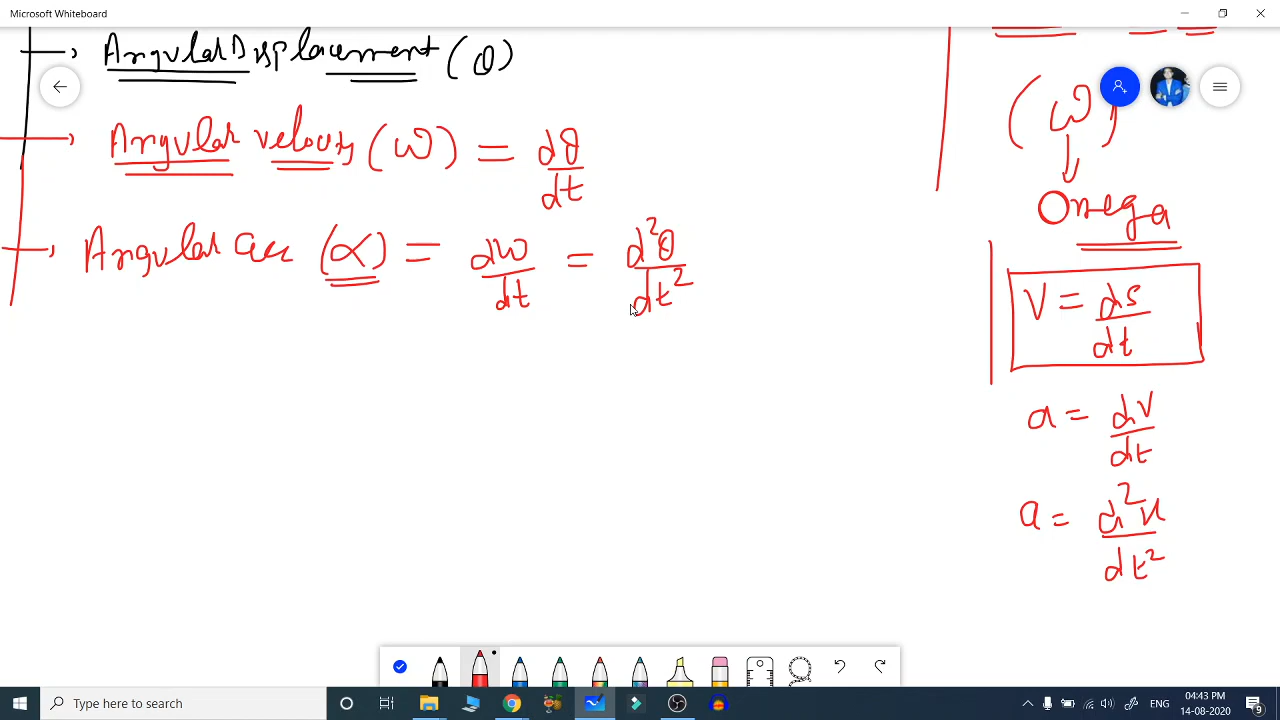 Microsoft Whiteboard
Angular Displacement (θ)
Angular velocity (ω) = dθ/dt
Angular acc (α) = dω/dt = d²θ/dt²
(ω)
Omega
V = ds/dt
a = dv/dt
a = d²x/dt²
Type here to search
ENG
04:43 PM
14-08-2020
9